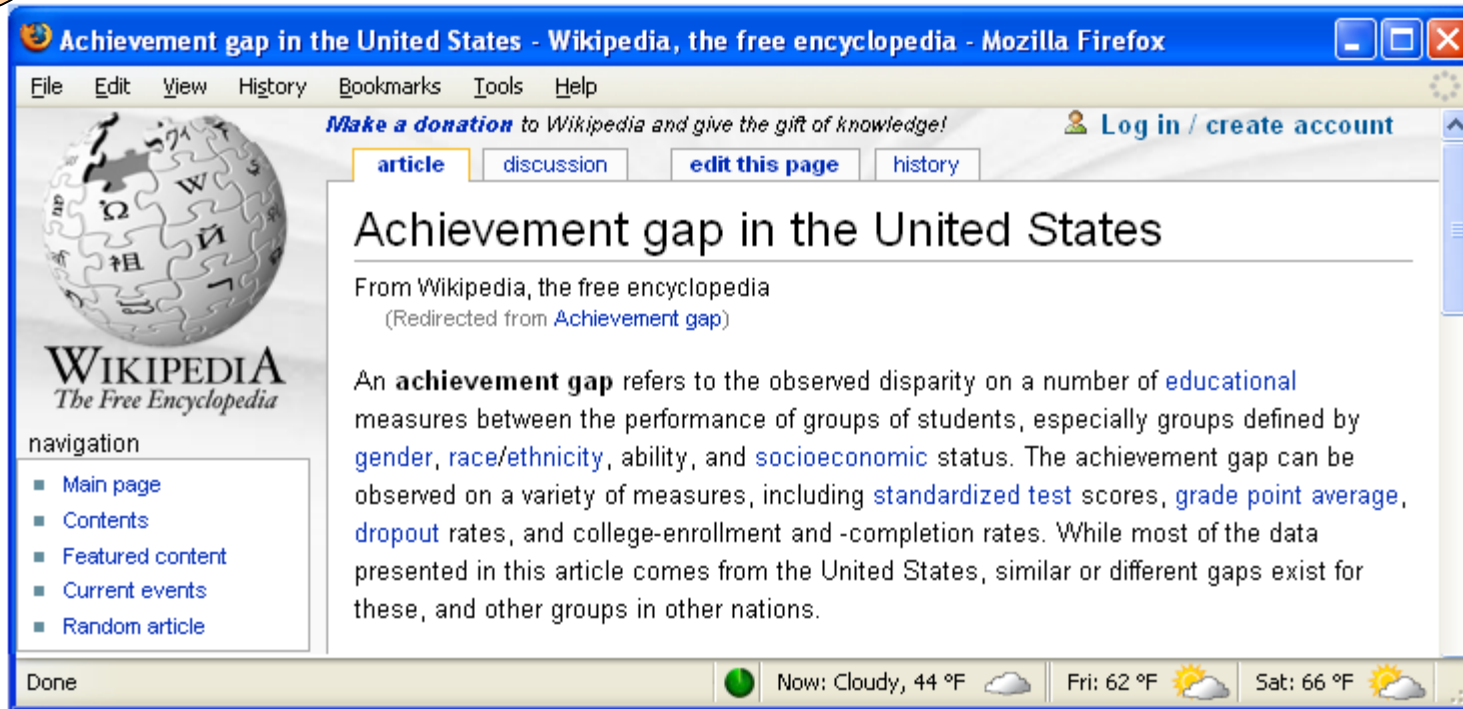 Achievement gap in the United States - Wikipedia, the free encyclopedia - Mozilla Firefox
File Edit View History Bookmarks Tools Help
Make a donation to Wikipedia and give the gift of knowledge!
Log in / create account
article discussion edit this page history
Achievement gap in the United States
From Wikipedia, the free encyclopedia
(Redirected from Achievement gap)
An achievement gap refers to the observed disparity on a number of educational
measures between the performance of groups of students, especially groups defined by
gender, race/ethnicity, ability, and socioeconomic status. The achievement gap can be
observed on a variety of measures, including standardized test scores, grade point average,
dropout rates, and college-enrollment and -completion rates. While most of the data
presented in this article comes from the United States, similar or different gaps exist for
these, and other groups in other nations.
W
Ω
И
祖
WIKIPEDIA
The Free Encyclopedia
navigation
Main page
Contents
Featured content
Current events
Random article
Done
Now: Cloudy, 44 °F
Fri: 62 °F
Sat: 66 °F